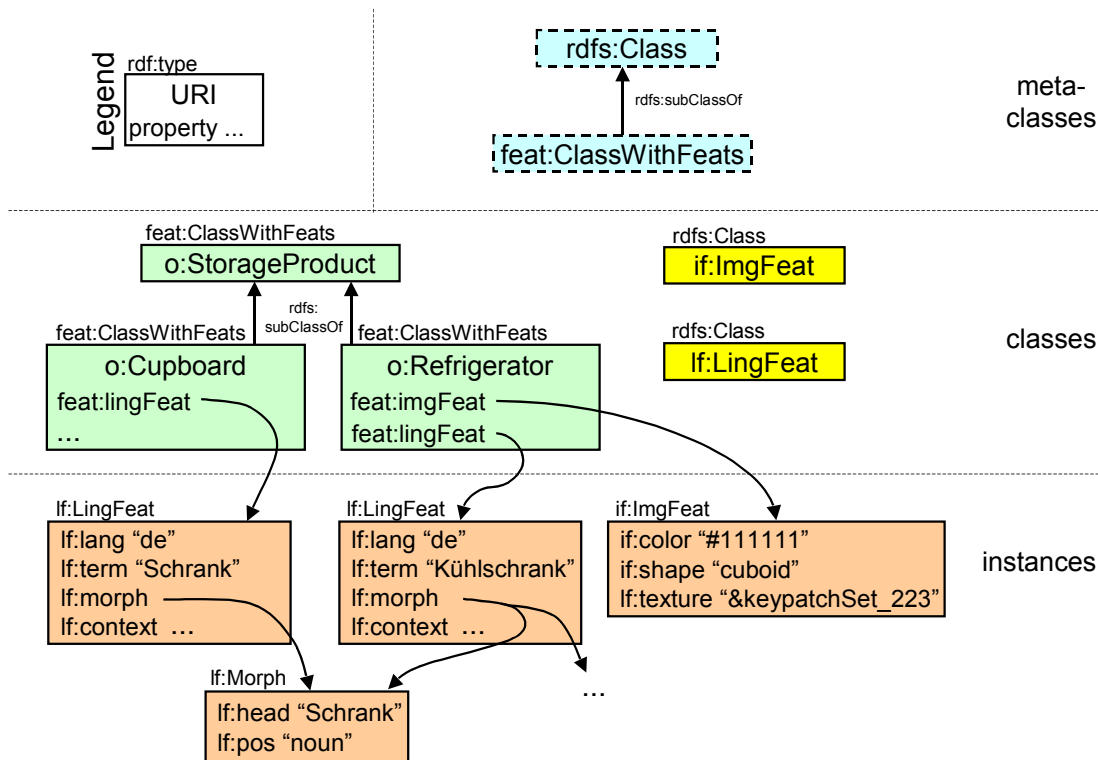 Legend
rdf:type
URI
property ...
rdfs:Class
rdfs:subClassOf
feat:ClassWithFeats
meta-
classes
feat:ClassWithFeats
o:StorageProduct
rdfs:
subClassOf
feat:ClassWithFeats
o:Cupboard
feat:lingFeat
...
feat:ClassWithFeats
o:Refrigerator
feat:imgFeat
feat:lingFeat
rdfs:Class
if:ImgFeat
rdfs:Class
lf:LingFeat
classes
lf:LingFeat
lf:lang “de”
lf:term “Schrank”
lf:morph
lf:context ...
lf:LingFeat
lf:lang “de”
lf:term “Kühlschrank”
lf:morph
lf:context ...
if:ImgFeat
if:color “#111111”
if:shape “cuboid”
lf:texture “&keypatchSet_223”
instances
...
lf:Morph
lf:head “Schrank”
lf:pos “noun”